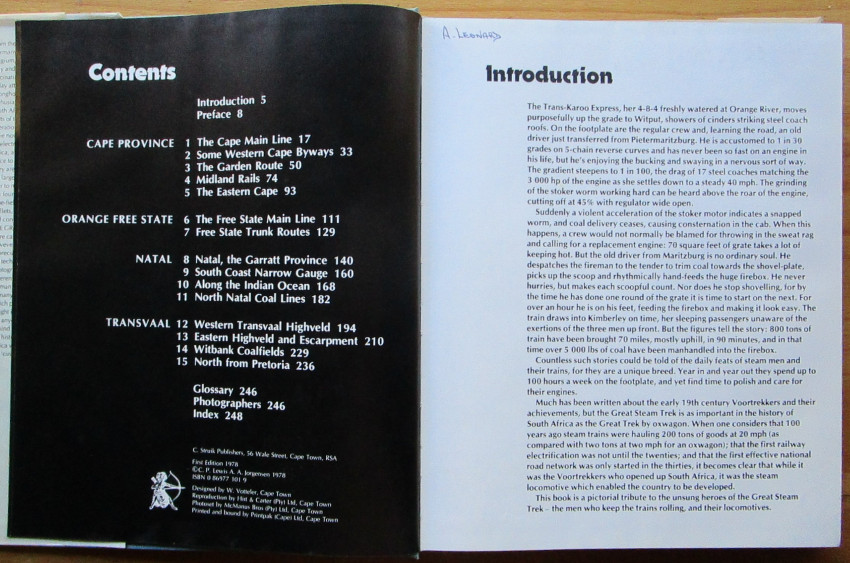 Contents
Introduction 5
Preface 8
CAPE PROVINCE 1 The Cape Main Line 17
2 Some Western Cape Byways 33
3 The Garden Route 50
4 Midland Rails 74
5 The Eastern Cape 93
ORANGE FREE STATE 6 The Free State Main Line 111
7 Free State Trunk Routes 129
NATAL 8 Natal, the Garratt Province 140
9 South Coast Narrow Gauge 160
10 Along the Indian Ocean 168
11 North Natal Coal Lines 182
TRANSVAAL 12 Western Transvaal Highveld 194
13 Eastern Highveld and Escarpment 210
14 Witbank Coalfields 229
15 North from Pretoria 236
Glossary 246
Photographers 246
Index 248
C. Struik Publishers, 56 Wale Street, Cape Town, RSA
First Edition 1978
©C. P. Lewis A. A. Jorgensen 1978
ISBN 0 86977 101 9
Designed by W. Votteler, Cape Town
Reproduction by Hirt & Carter (Pty) Ltd, Cape Town
Photoset by McManus Bros (Pty) Ltd, Cape Town
Printed and bound by Printpak (Cape) Ltd, Cape Town
A. LEONARD
Introduction
The Trans-Karoo Express, her 4-8-4 freshly watered at Orange River, moves
purposefully up the grade to Witput, showers of cinders striking steel coach
roofs. On the footplate are the regular crew and, learning the road, an old
driver just transferred from Pietermaritzburg. He is accustomed to 1 in 30
grades on 5-chain reverse curves and has never been so fast on an engine in
his life, but he's enjoying the bucking and swaying in a nervous sort of way.
The gradient steepens to 1 in 100, the drag of 17 steel coaches matching the
3 000 hp of the engine as she settles down to a steady 40 mph. The grinding
of the stoker worm working hard can be heard above the roar of the engine,
cutting off at 45% with regulator wide open.
Suddenly a violent acceleration of the stoker motor indicates a snapped
worm, and coal delivery ceases, causing consternation in the cab. When this
happens, a crew would not normally be blamed for throwing in the sweat rag
and calling for a replacement engine: 70 square feet of grate takes a lot of
keeping hot. But the old driver from Maritzburg is no ordinary soul. He
despatches the fireman to the tender to trim coal towards the shovel-plate,
picks up the scoop and rhythmically hand-feeds the huge firebox. He never
hurries, but makes each scoopful count. Nor does he stop shovelling, for by
the time he has done one round of the grate it is time to start on the next. For
over an hour he is on his feet, feeding the firebox and making it look easy. The
train draws into Kimberley on time, her sleeping passengers unaware of the
exertions of the three men up front. But the figures tell the story: 800 tons of
train have been brought 70 miles, mostly uphill, in 90 minutes, and in that
time over 5 000 lbs of coal have been manhandled into the firebox.
Countless such stories could be told of the daily feats of steam men and
their trains, for they are a unique breed. Year in and year out they spend up to
100 hours a week on the footplate, and yet find time to polish and care for
their engines.
Much has been written about the early 19th century Voortrekkers and their
achievements, but the Great Steam Trek is as important in the history of
South Africa as the Great Trek by oxwagon. When one considers that 100
years ago steam trains were hauling 200 tons of goods at 20 mph (as
compared with two tons at two mph for an oxwagon); that the first railway
electrification was not until the twenties; and that the first effective national
road network was only started in the thirties, it becomes clear that while it
was the Voortrekkers who opened up South Africa, it was the steam
locomotive which enabled the country to be developed.
This book is a pictorial tribute to the unsung heroes of the Great Steam
Trek – the men who keep the trains rolling, and their locomotives.